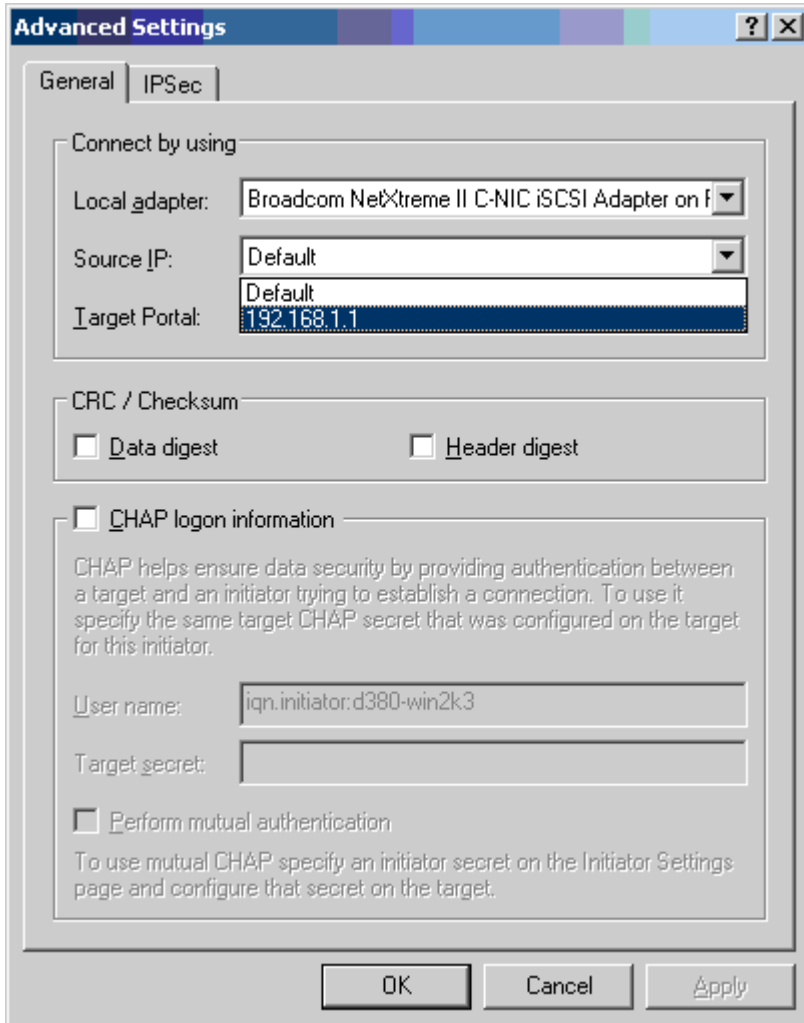 Advanced Settings
General
IPSec
Connect by using
Local adapter:
Broadcom NetXtreme II C-NIC iSCSI Adapter on
Source IP:
Default
Default
Target Portal:
192.168.1.1
CRC / Checksum
Data digest
Header digest
CHAP logon information
CHAP helps ensure data security by providing authentication between
a target and an initiator trying to establish a connection. To use it
specify the same target CHAP secret that was configured on the target
for this initiator.
User name:
iqn.initiator:d380-win2k3
Target secret:
Perform mutual authentication
To use mutual CHAP specify an initiator secret on the Initiator Settings
page and configure that secret on the target.
OK
Cancel
Apply